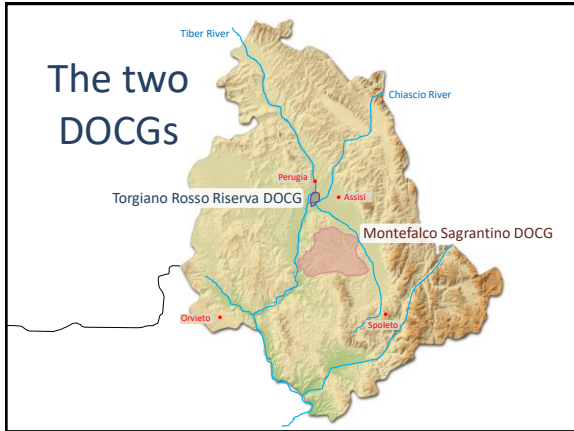 Tiber River
The two
DOCGs
Chiascio River
Perugia
Assisi
Torgiano Rosso Riserva DOCG
Montefalco Sagrantino DOCG
Orvieto
Spoleto